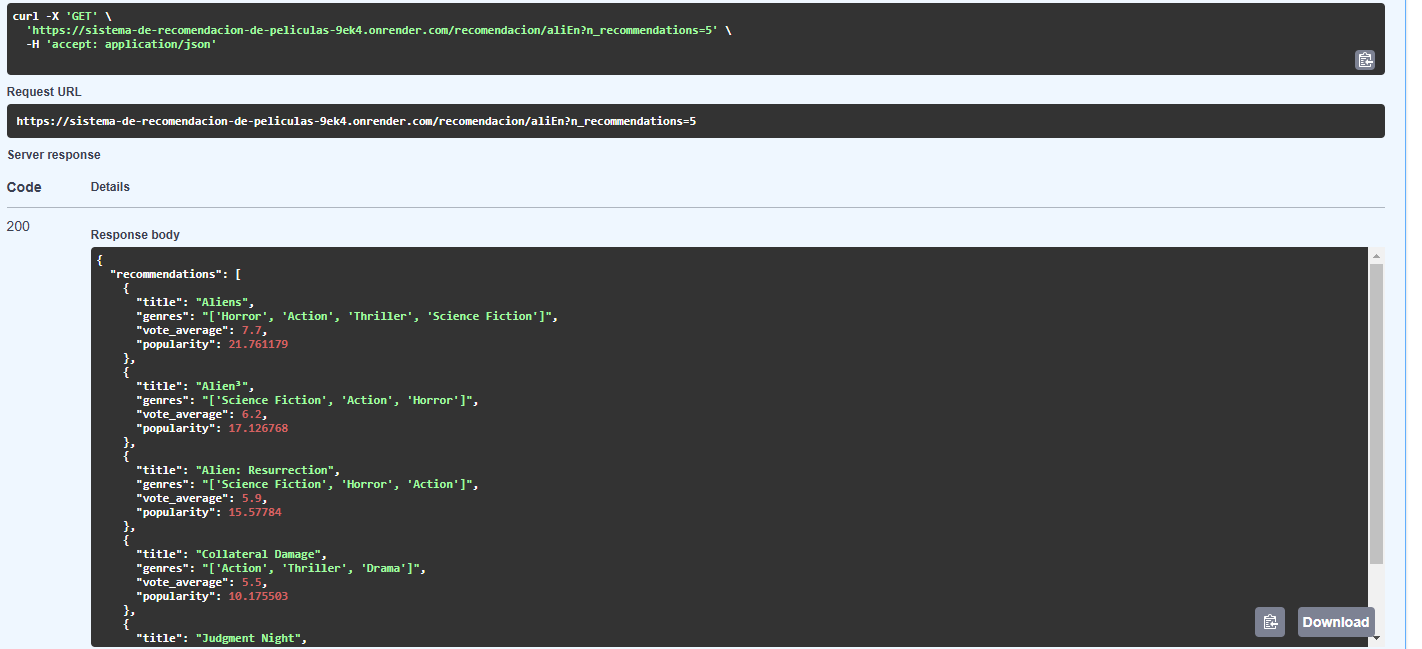 curl -X 'GET' \
  'https://sistema-de-recomendacion-de-peliculas-9ek4.onrender.com/recomendacion/aliEn?n_recommendations=5' \
  -H 'accept: application/json'
Request URL
https://sistema-de-recomendacion-de-peliculas-9ek4.onrender.com/recomendacion/aliEn?n_recommendations=5
Server response
Code Details
200
Response body
{
  "recommendations": [
    {
      "title": "Aliens",
      "genres": "['Horror', 'Action', 'Thriller', 'Science Fiction']",
      "vote_average": 7.7,
      "popularity": 21.761179
    },
    {
      "title": "Alien³",
      "genres": "['Science Fiction', 'Action', 'Horror']",
      "vote_average": 6.2,
      "popularity": 17.126768
    },
    {
      "title": "Alien: Resurrection",
      "genres": "['Science Fiction', 'Horror', 'Action']",
      "vote_average": 5.9,
      "popularity": 15.57784
    },
    {
      "title": "Collateral Damage",
      "genres": "['Action', 'Thriller', 'Drama']",
      "vote_average": 5.5,
      "popularity": 10.175503
    },
    {
      "title": "Judgment Night",
Download